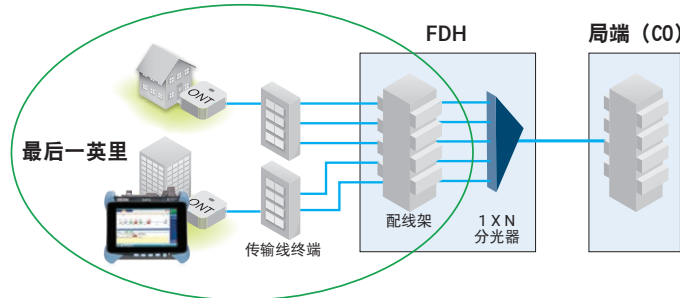 FDH
局端（CO）
ONT
最后一英里
ONT
传输线终端
配线架
1 X N
分光器